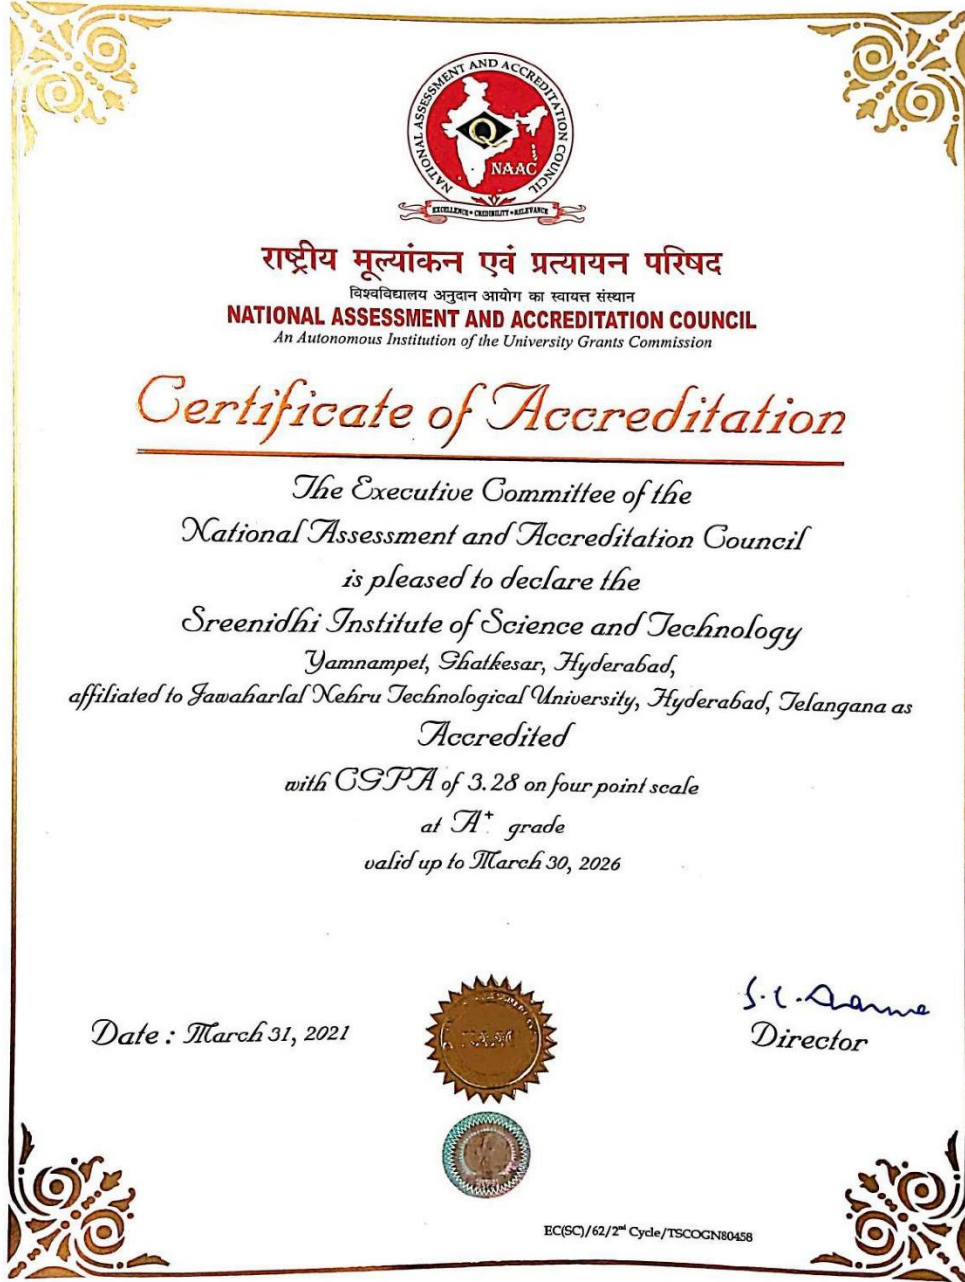 NATIONAL ASSESSMENT AND ACCREDITATION COUNCIL
Q
NAAC
EXCELLENCE • CREDIBILITY • RELEVANCE
राष्ट्रीय मूल्यांकन एवं प्रत्यायन परिषद
विश्वविद्यालय अनुदान आयोग का स्वायत्त संस्थान
NATIONAL ASSESSMENT AND ACCREDITATION COUNCIL
An Autonomous Institution of the University Grants Commission
Certificate of Accreditation
The Executive Committee of the
National Assessment and Accreditation Council
is pleased to declare the
Sreenidhi Institute of Science and Technology
Yamnampet, Ghatkesar, Hyderabad,
affiliated to Jawaharlal Nehru Technological University, Hyderabad, Telangana as
Accredited
with CGPA of 3.28 on four point scale
at A+ grade
valid up to March 30, 2026
Date : March 31, 2021
Director
EC(SC)/62/2nd Cycle/TSCOGN80458